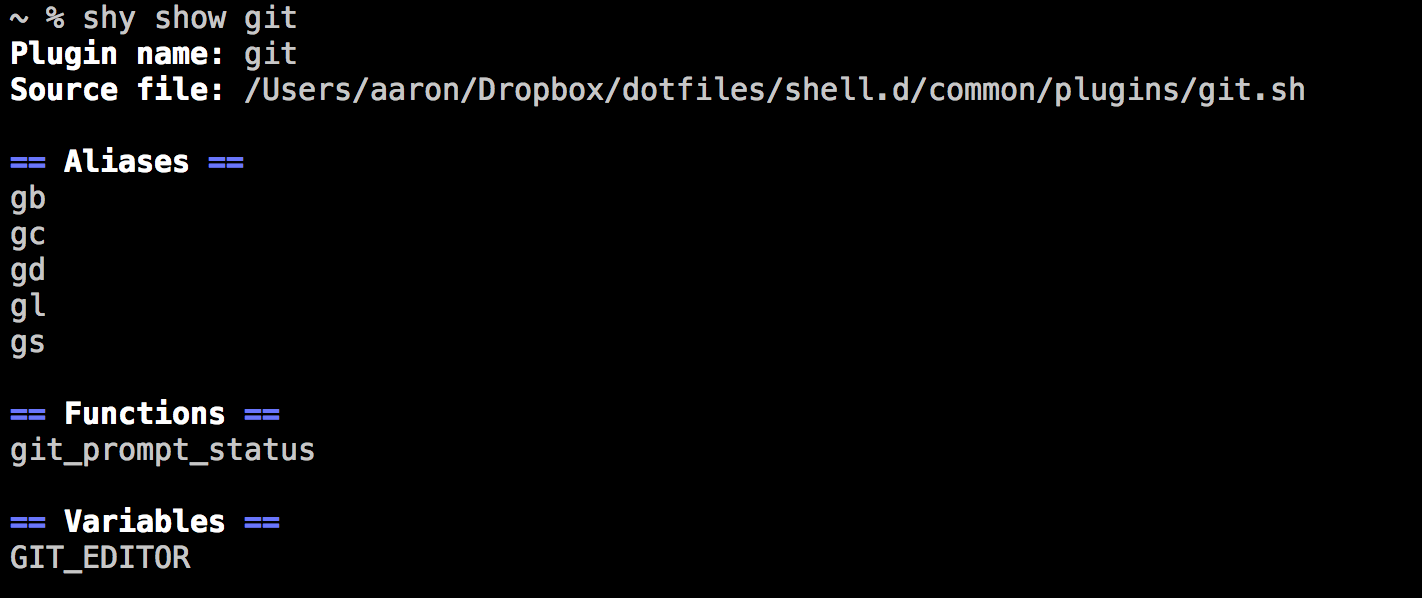 ~ % shy show git
Plugin name: git
Source file: /Users/aaron/Dropbox/dotfiles/shell.d/common/plugins/git.sh
== Aliases ==
gb
gc
gd
gl
gs
== Functions ==
git_prompt_status
== Variables ==
GIT_EDITOR